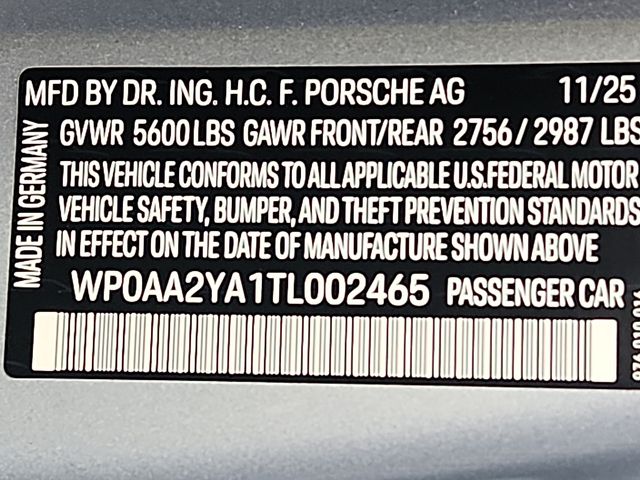 MFD BY DR. ING. H.C. F. PORSCHE AG 11/25
GVWR 5600 LBS GAWR FRONT/REAR 2756 / 2987 LBS
THIS VEHICLE CONFORMS TO ALL APPLICABLE U.S.FEDERAL MOTOR
VEHICLE SAFETY, BUMPER, AND THEFT PREVENTION STANDARDS
IN EFFECT ON THE DATE OF MANUFACTURE SHOWN ABOVE
WP0AA2YA1TL002465 PASSENGER CAR
MADE IN GERMANY